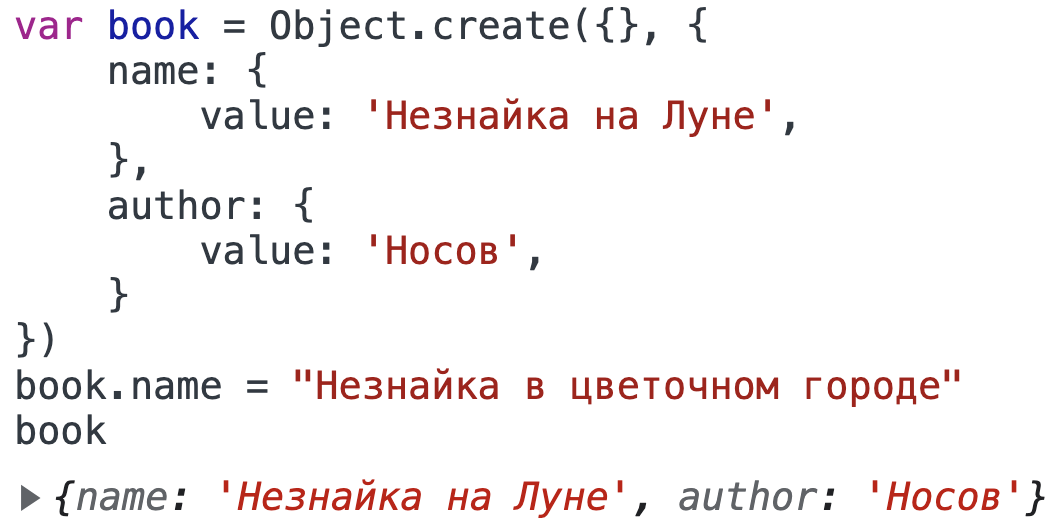 var book = Object.create({}, {
    name: {
        value: 'Незнайка на Луне',
    },
    author: {
        value: 'Носов',
    }
})
book.name = "Незнайка в цветочном городе"
book
▶ {name: 'Незнайка на Луне', author: 'Носов'}